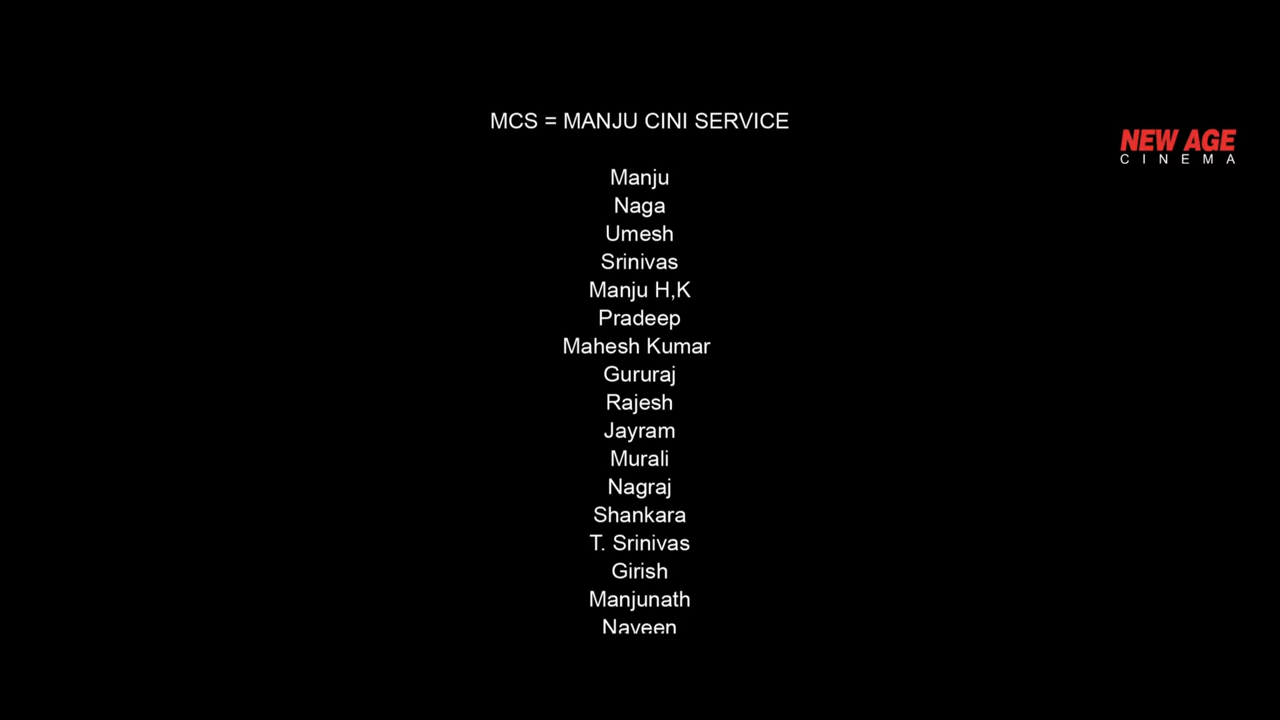 MCS = MANJU CINI SERVICE
NEW AGE
CINEMA
Manju
Naga
Umesh
Srinivas
Manju H,K
Pradeep
Mahesh Kumar
Gururaj
Rajesh
Jayram
Murali
Nagraj
Shankara
T. Srinivas
Girish
Manjunath
Naveen